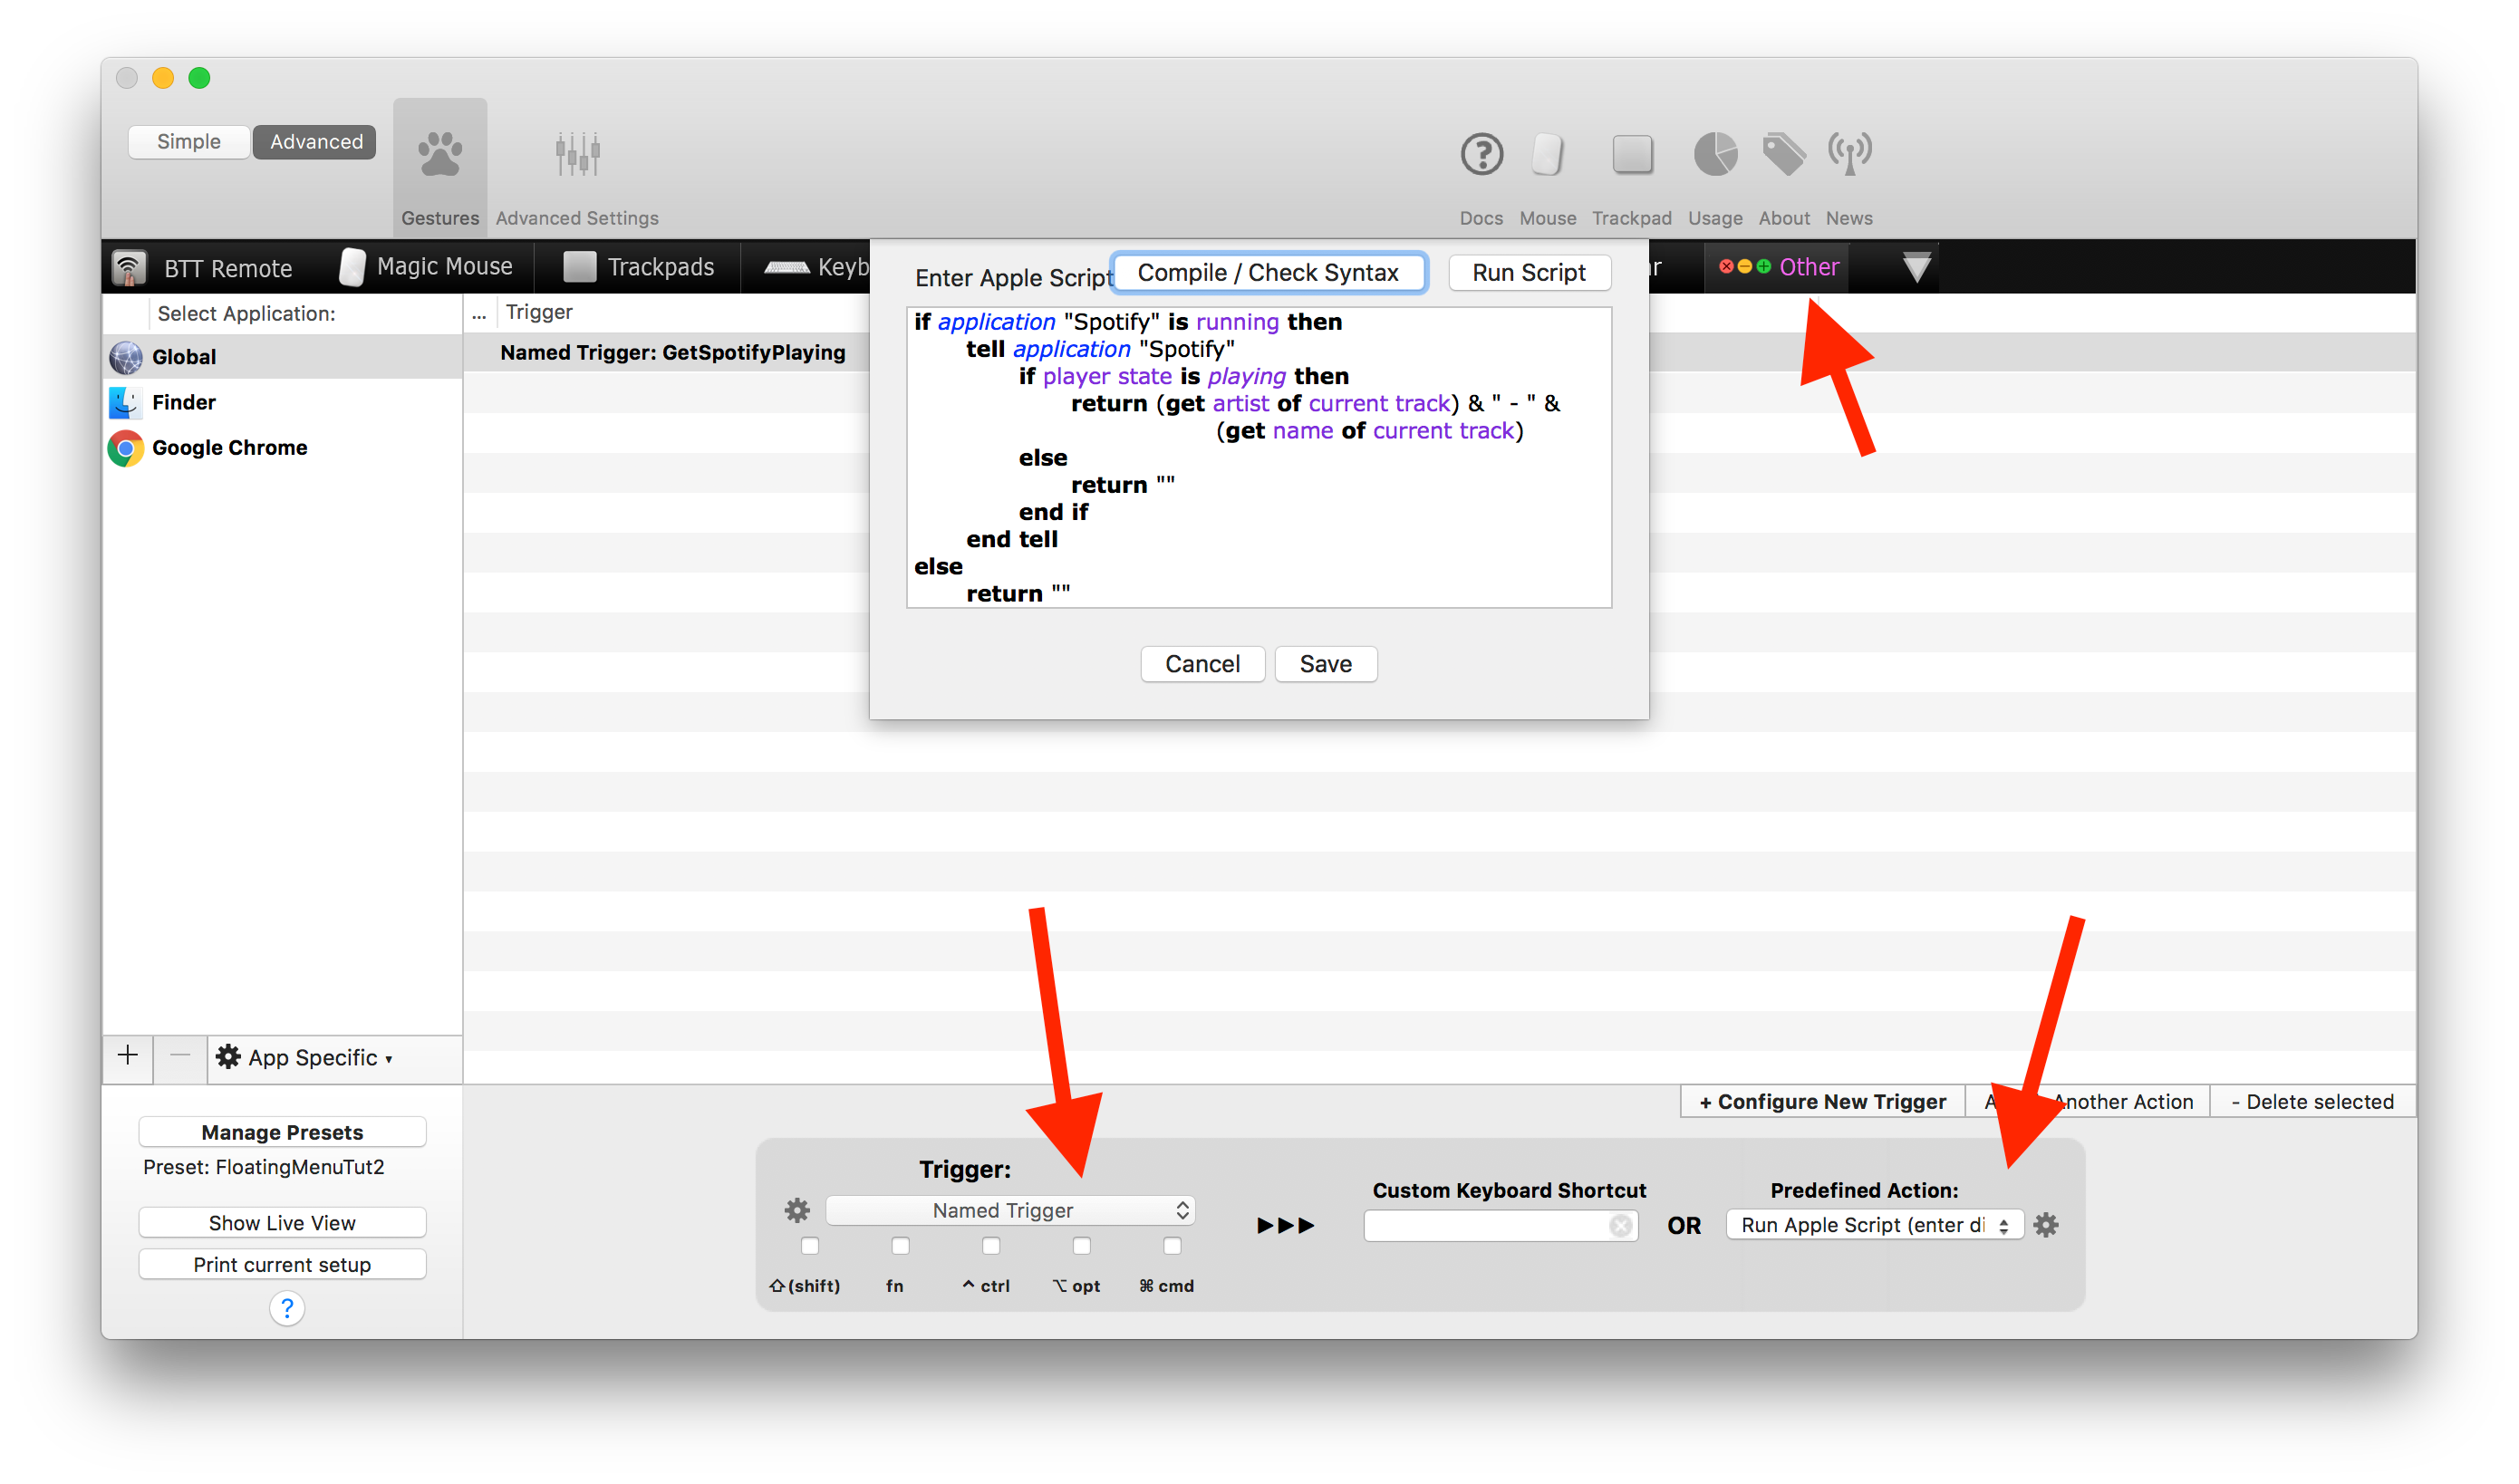 Simple
Advanced
Gestures
Advanced Settings
Docs
Mouse
Trackpad
Usage
About
News
BTT Remote
Magic Mouse
Trackpads
Keyb
Other
Select Application:
... Trigger
Global
Finder
Google Chrome
Named Trigger: GetSpotifyPlaying
Enter Apple Script
Compile / Check Syntax
Run Script
if application "Spotify" is running then
tell application "Spotify"
if player state is playing then
return (get artist of current track) & " - " &
(get name of current track)
else
return ""
end if
end tell
else
return ""
Cancel
Save
+ − App Specific ▾
+ Configure New Trigger
Another Action
- Delete selected
Manage Presets
Preset: FloatingMenuTut2
Show Live View
Print current setup
?
Trigger:
Named Trigger
⇧(shift)
fn
^ ctrl
⌥ opt
⌘ cmd
▶▶▶
Custom Keyboard Shortcut
OR
Predefined Action:
Run Apple Script (enter di